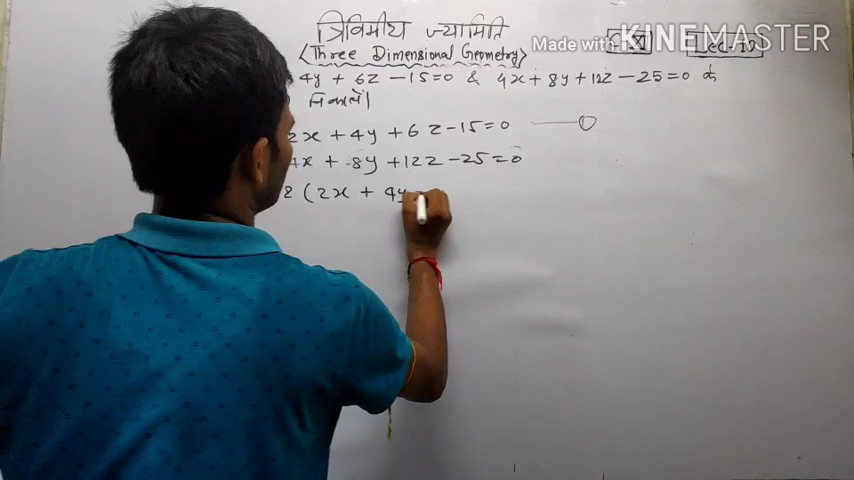 त्रिविमीय ज्यामिति
Made with KINEMASTER
(Three Dimensional Geometry)
4y + 6z - 15 = 0 & 4x + 8y + 12z - 25 = 0 के
निकालें।
2x + 4y + 6z - 15 = 0
4x + 8y + 12z - 25 = 0
2 (2x + 4y